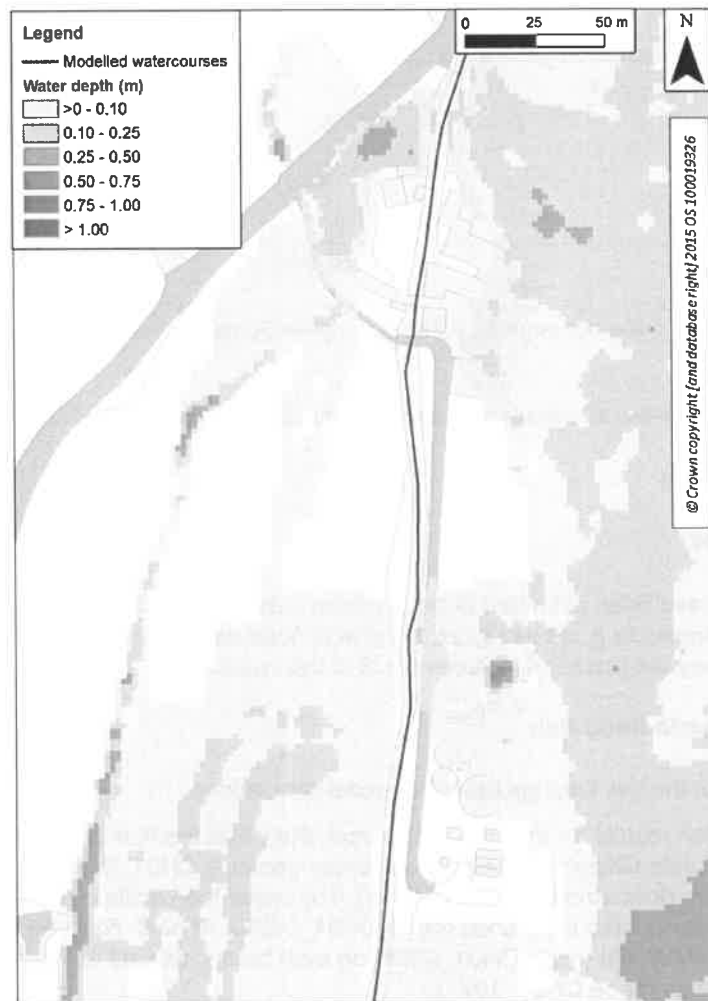 Legend
Modelled watercourses
Water depth (m)
>0 - 0.10
0.10 - 0.25
0.25 - 0.50
0.50 - 0.75
0.75 - 1.00
> 1.00
0 25 50 m
N
© Crown copyright [and database right] 2015 OS 100019326